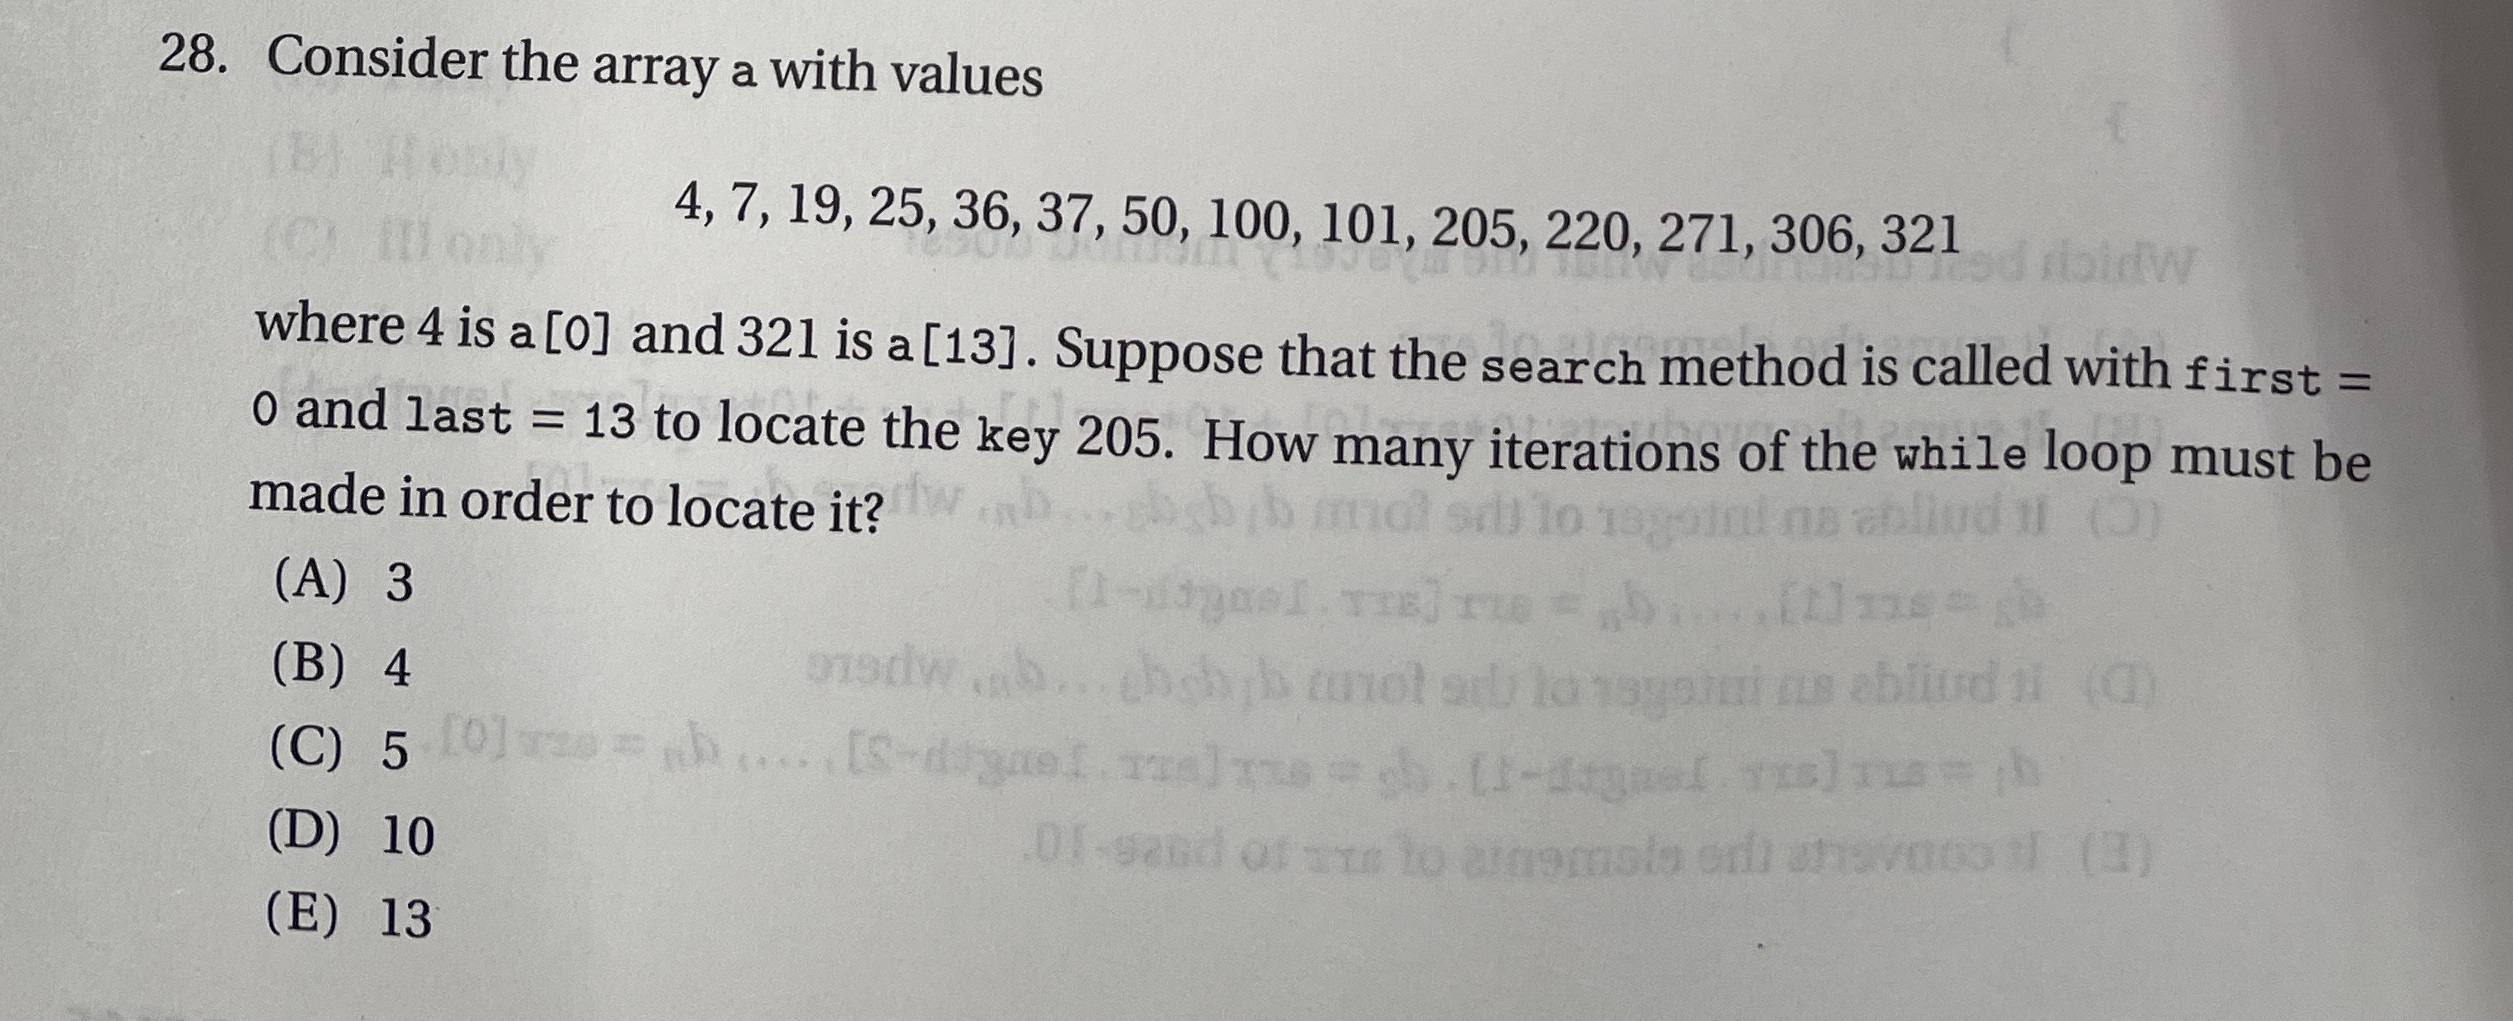 28. Consider the array a with values
4, 7, 19, 25, 36, 37, 50, 100, 101, 205, 220, 271, 306, 321
where 4 is a[0] and 321 is a[13]. Suppose that the search method is called with first =
0 and last = 13 to locate the key 205. How many iterations of the while loop must be
made in order to locate it?
(A) 3
(B) 4
(C) 5
(D) 10
(E) 13